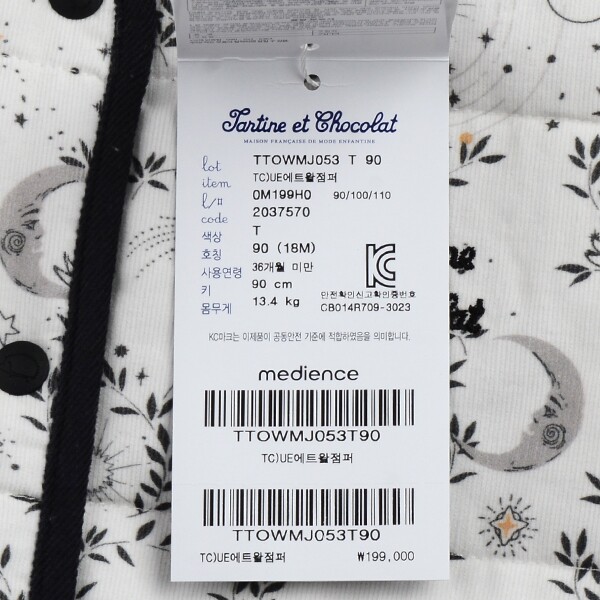 Tartine et Chocolat
MAISON FRANÇAISE DE MODE ENFANTINE
lot TTOWMJ053 T 90
item TC)UE에트왈점퍼
l/# 0M199H0 90/100/110
code 2037570
색상 T
호칭 90 (18M)
사용연령 36개월 미만
키 90 cm
몸무게 13.4 kg
안전확인신고확인증번호
CB014R709-3023
KC마크는 이제품이 공동안전 기준에 적합하였음을 의미합니다.
medience
TTOWMJ053T90
TC)UE에트왈점퍼
TTOWMJ053T90
TC)UE에트왈점퍼 ₩199,000